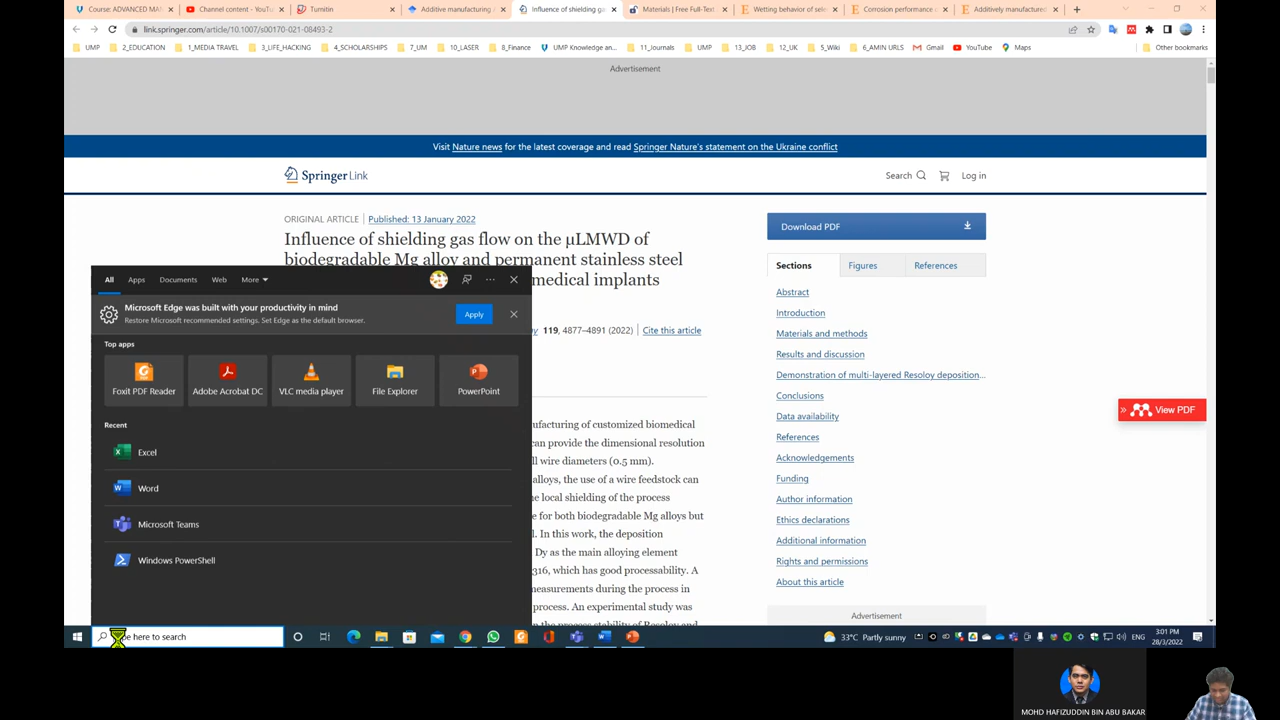 Course: ADVANCED MAN
Channel content - YouTu
Turnitin
Additive manufacturing
Influence of shielding gas
Materials | Free Full-Text
Wetting behavior of sele
Corrosion performance o
Additively manufactured
link.springer.com/article/10.1007/s00170-021-08493-2
UMP
2_EDUCATION
1_MEDIA TRAVEL
3_LIFE_HACKING
4_SCHOLARSHIPS
7_UM
10_LASER
8_Finance
UMP Knowledge an...
11_Journals
UMP
13_JOB
12_UK
5_Wiki
6_AMIN URLS
Gmail
YouTube
Maps
Other bookmarks
Advertisement
Visit Nature news for the latest coverage and read Springer Nature's statement on the Ukraine conflict
Springer Link
Search
Log in
ORIGINAL ARTICLE | Published: 13 January 2022
Influence of shielding gas flow on the µLMWD of
biodegradable Mg alloy and permanent stainless steel
medical implants
119, 4877–4891 (2022) | Cite this article
facturing of customized biomedical
can provide the dimensional resolution
ll wire diameters (0.5 mm).
alloys, the use of a wire feedstock can
he local shielding of the process
e for both biodegradable Mg alloys but
l. In this work, the deposition
Dy as the main alloying element
316, which has good processability. A
measurements during the process in
process. An experimental study was
on the process stability of Resoloy and
Download PDF
Sections
Figures
References
Abstract
Introduction
Materials and methods
Results and discussion
Demonstration of multi-layered Resoloy deposition...
Conclusions
Data availability
References
Acknowledgements
Funding
Author information
Ethics declarations
Additional information
Rights and permissions
About this article
Advertisement
» View PDF
All
Apps
Documents
Web
More
Microsoft Edge was built with your productivity in mind
Restore Microsoft recommended settings. Set Edge as the default browser.
Apply
Top apps
Foxit PDF Reader
Adobe Acrobat DC
VLC media player
File Explorer
PowerPoint
Recent
Excel
Word
Microsoft Teams
Windows PowerShell
here to search
33°C Partly sunny
ENG
3:01 PM
28/3/2022
MOHD HAFIZUDDIN BIN ABU BAKAR